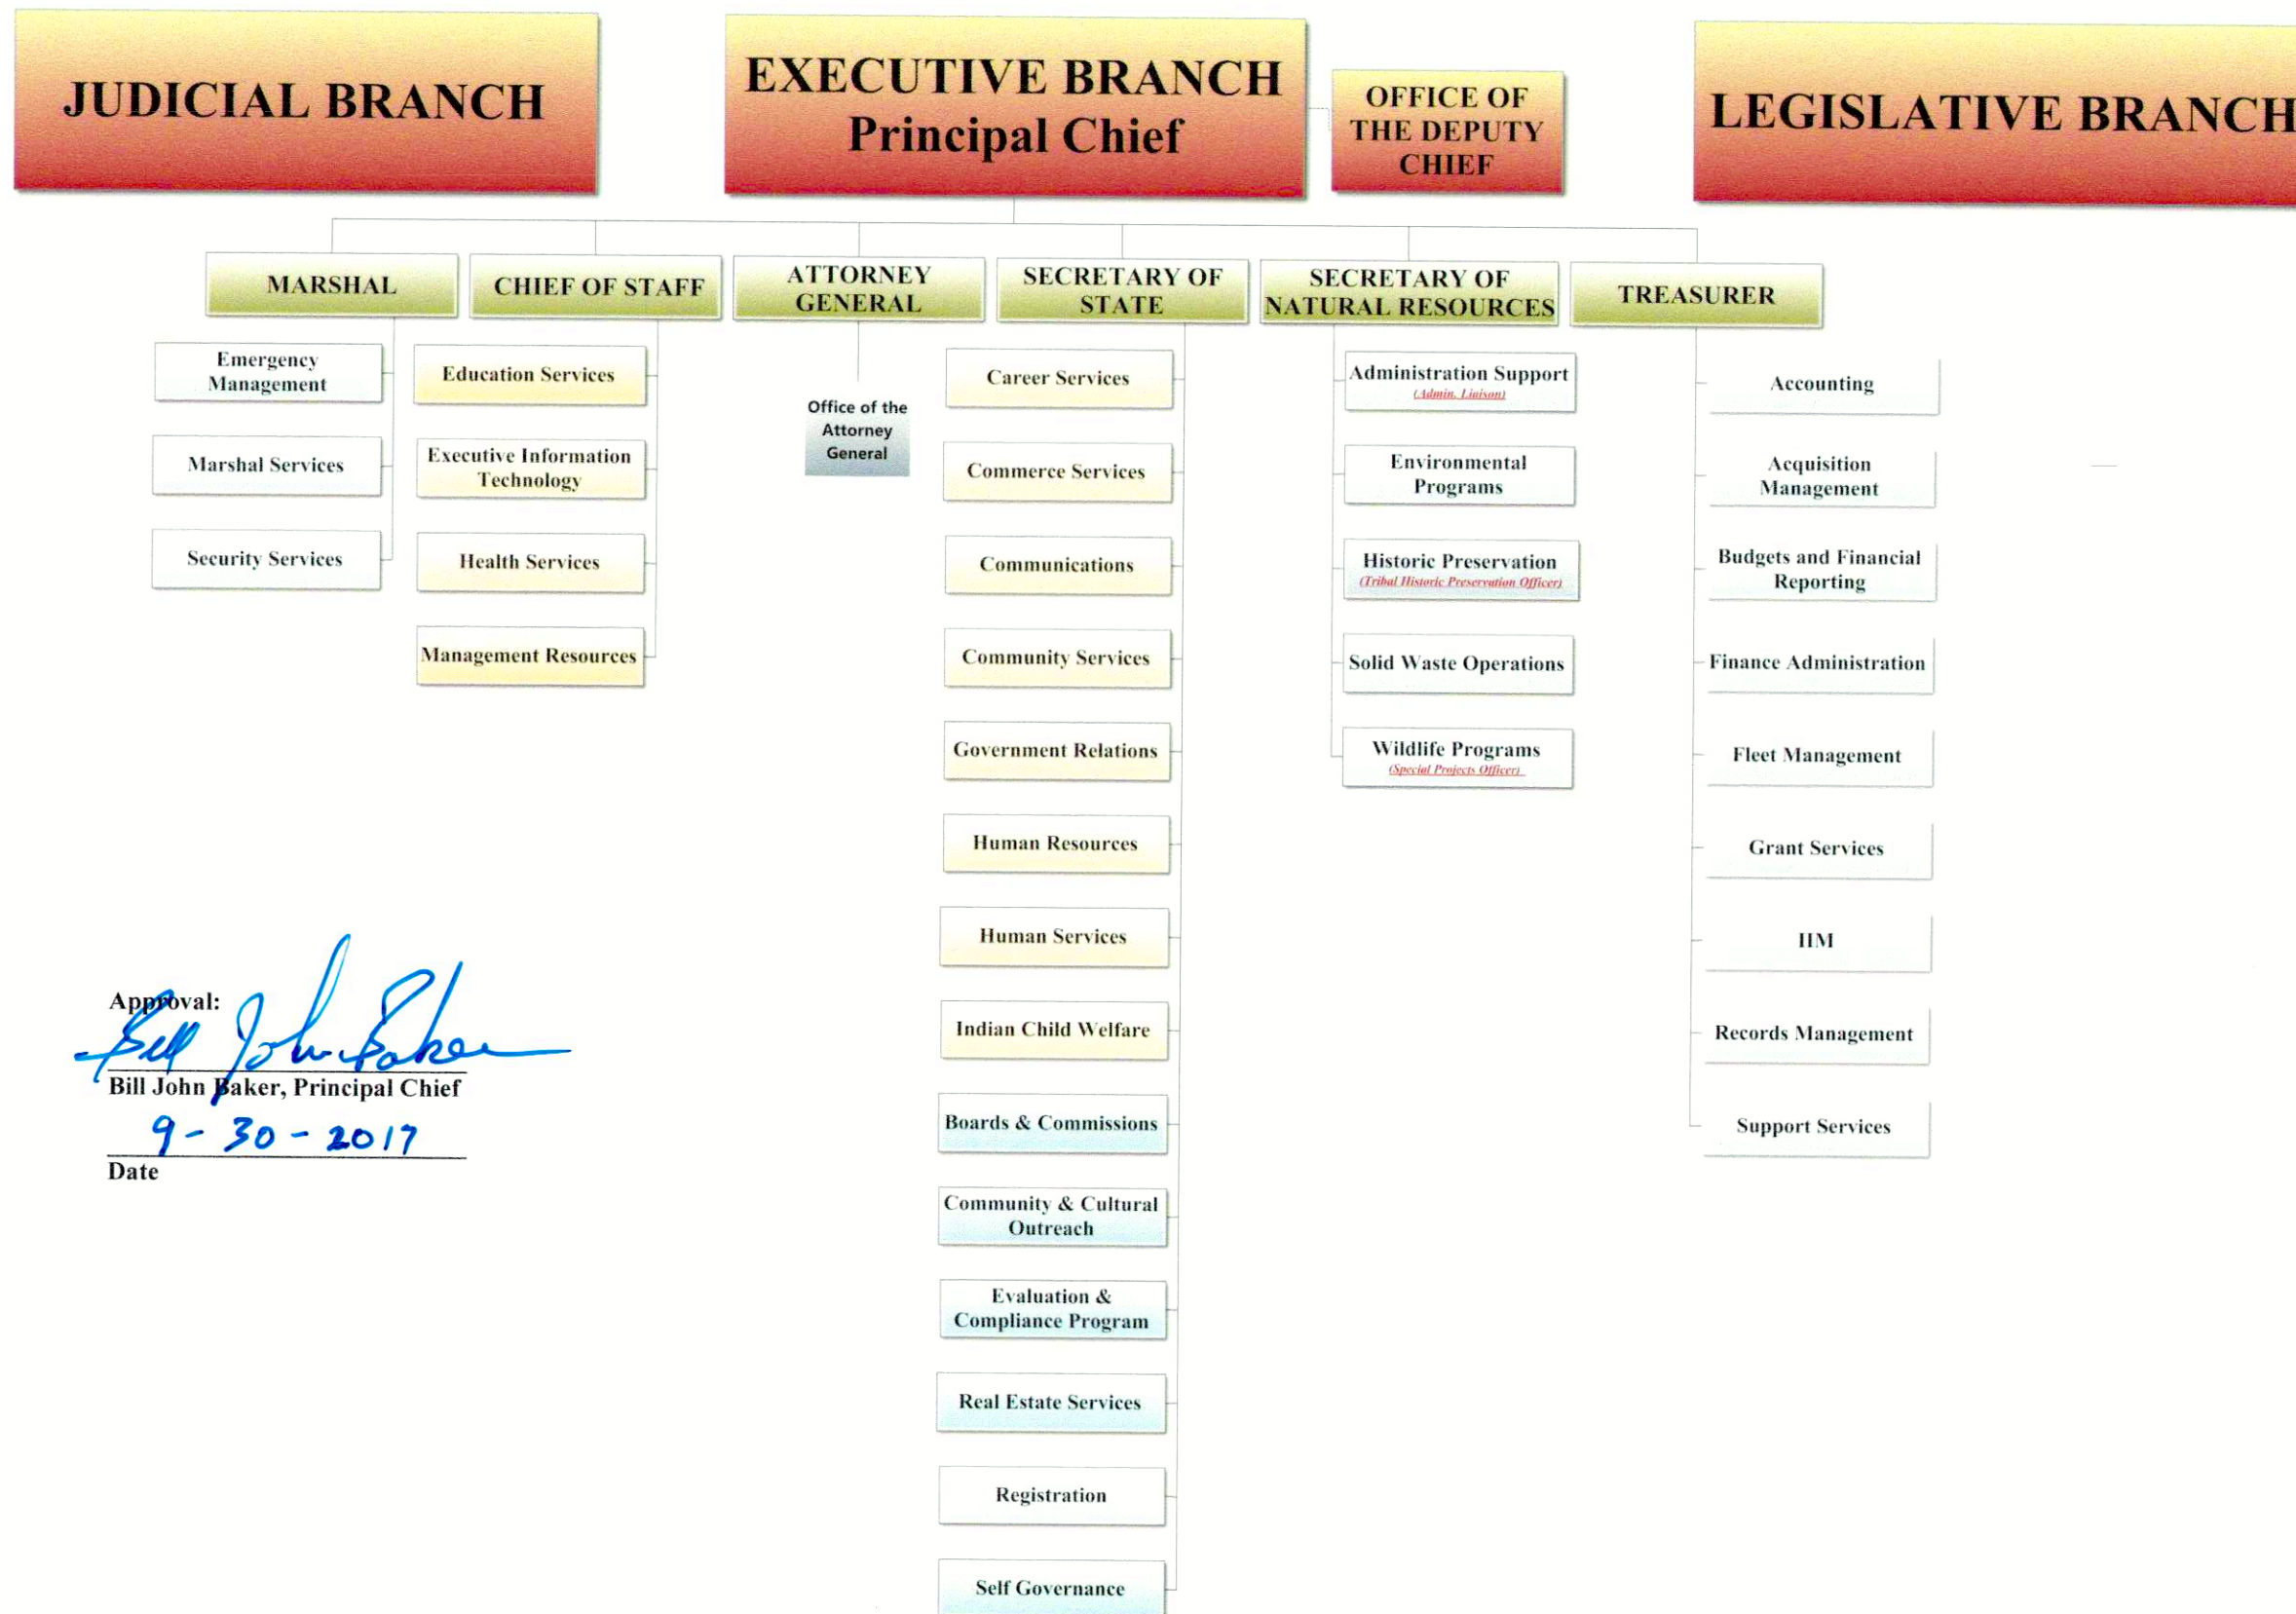 JUDICIAL BRANCH
EXECUTIVE BRANCH
Principal Chief
OFFICE OF
THE DEPUTY
CHIEF
LEGISLATIVE BRANCH
MARSHAL
CHIEF OF STAFF
ATTORNEY
GENERAL
SECRETARY OF
STATE
SECRETARY OF
NATURAL RESOURCES
TREASURER
Emergency
Management
Marshal Services
Security Services
Education Services
Executive Information
Technology
Health Services
Management Resources
Office of the
Attorney
General
Career Services
Commerce Services
Communications
Community Services
Government Relations
Human Resources
Human Services
Indian Child Welfare
Boards & Commissions
Community & Cultural
Outreach
Evaluation &
Compliance Program
Real Estate Services
Registration
Self Governance
Administration Support
(Admin. Liaison)
Environmental
Programs
Historic Preservation
(Tribal Historic Preservation Officer)
Solid Waste Operations
Wildlife Programs
(Special Projects Officer)
Accounting
Acquisition
Management
Budgets and Financial
Reporting
Finance Administration
Fleet Management
Grant Services
IIM
Records Management
Support Services
Approval:
Bill John Baker
Bill John Baker, Principal Chief
9-30-2017
Date